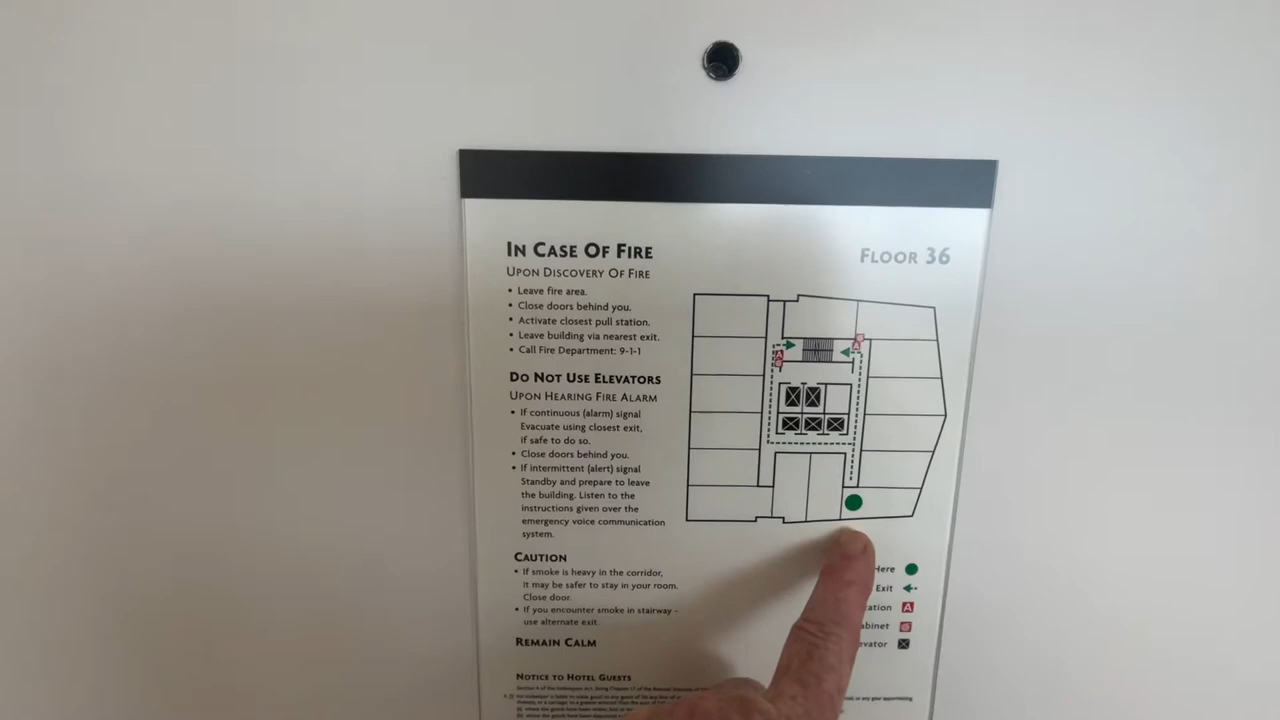 IN CASE OF FIRE
FLOOR 36
UPON DISCOVERY OF FIRE
• Leave fire area.
• Close doors behind you.
• Activate closest pull station.
• Leave building via nearest exit.
• Call Fire Department: 9-1-1
DO NOT USE ELEVATORS
UPON HEARING FIRE ALARM
• If continuous (alarm) signal
Evacuate using closest exit,
if safe to do so.
• Close doors behind you.
• If intermittent (alert) signal
Standby and prepare to leave
the building. Listen to the
instructions given over the
emergency voice communication
system.
CAUTION
• If smoke is heavy in the corridor,
it may be safer to stay in your room.
Close door.
• If you encounter smoke in stairway -
use alternate exit.
REMAIN CALM
A
A
Here
Exit
A
NOTICE TO HOTEL GUESTS